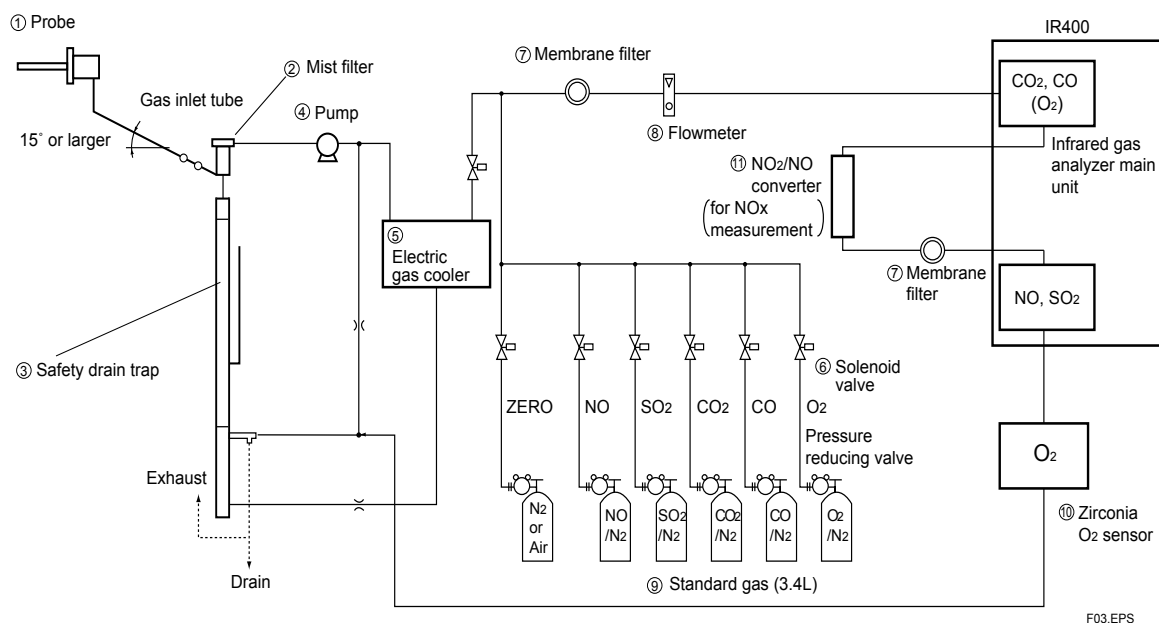 ① Probe
Gas inlet tube
15° or larger
② Mist filter
④ Pump
⑦ Membrane filter
⑧ Flowmeter
IR400
CO2, CO
(O2)
Infrared gas
analyzer main
unit
⑪ NO2/NO
converter
(for NOx
measurement)
⑦ Membrane
filter
NO, SO2
⑤
Electric
gas cooler
③ Safety drain trap
⑥ Solenoid
valve
ZERO
NO
SO2
CO2
CO
O2
Pressure
reducing valve
O2
⑩ Zirconia
O2 sensor
Exhaust
Drain
N2
or
Air
NO
/N2
SO2
/N2
CO2
/N2
CO
/N2
O2
/N2
⑨ Standard gas (3.4L)
F03.EPS